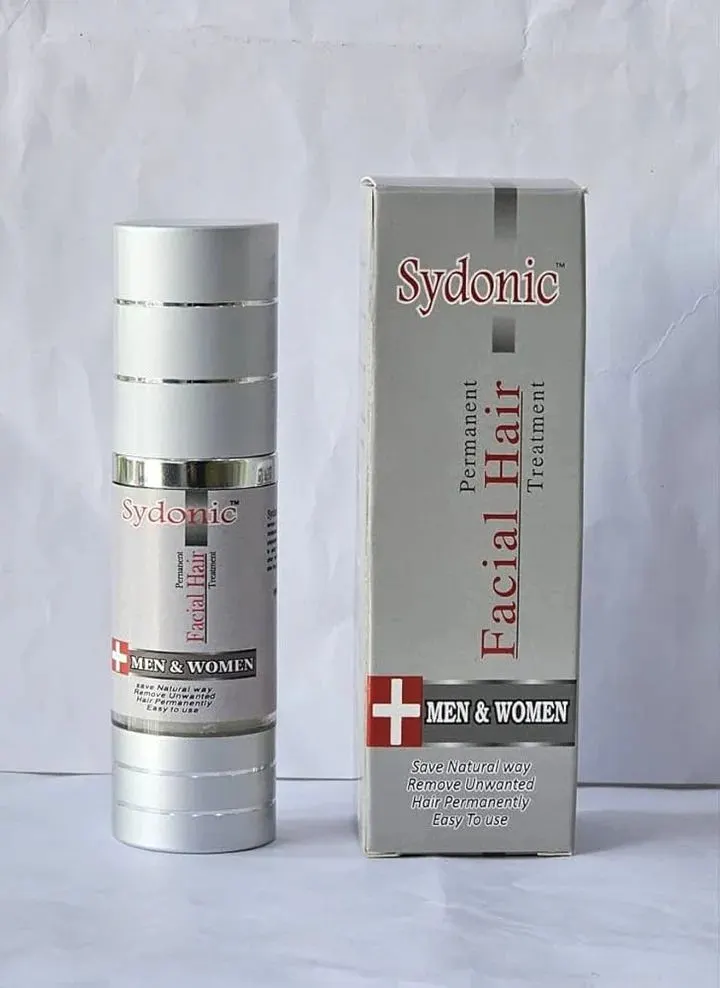 Sydonic™
Permanent
Facial Hair
Treatment
MEN & WOMEN
save Natural way
Remove Unwanted
Hair Permanently
Easy to use
Sydonic™
Permanent
Facial Hair
Treatment
MEN & WOMEN
Save Natural way
Remove Unwanted
Hair Permanently
Easy To use